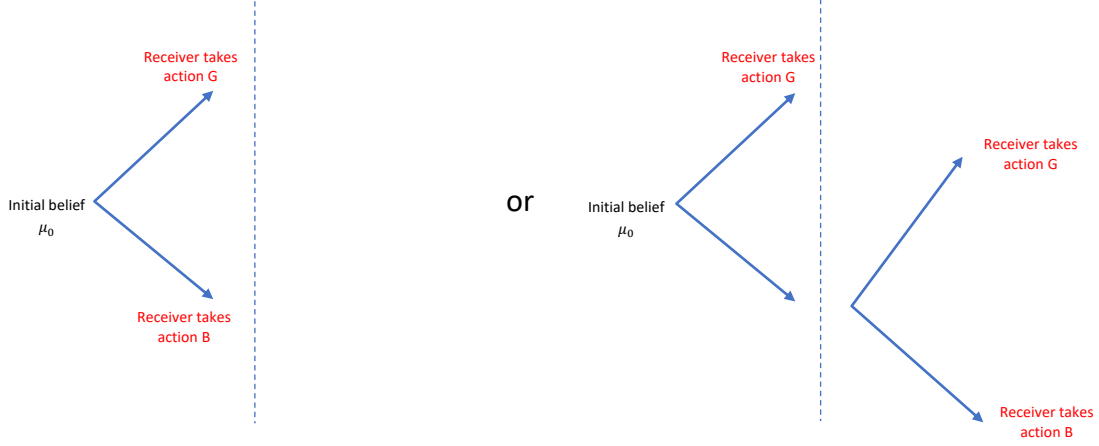 Receiver takes
action G
Initial belief
μ₀
Receiver takes
action B
or
Receiver takes
action G
Initial belief
μ₀
Receiver takes
action G
Receiver takes
action B